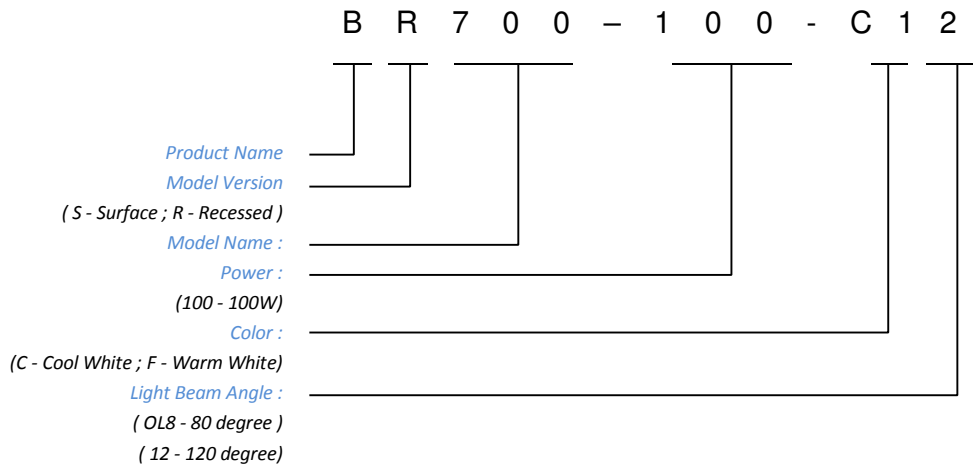 B R 7 0 0 – 1 0 0 - C 1 2
Product Name
Model Version
( S - Surface ; R - Recessed )
Model Name :
Power :
(100 - 100W)
Color :
(C - Cool White ; F - Warm White)
Light Beam Angle :
( OL8 - 80 degree )
( 12 - 120 degree)